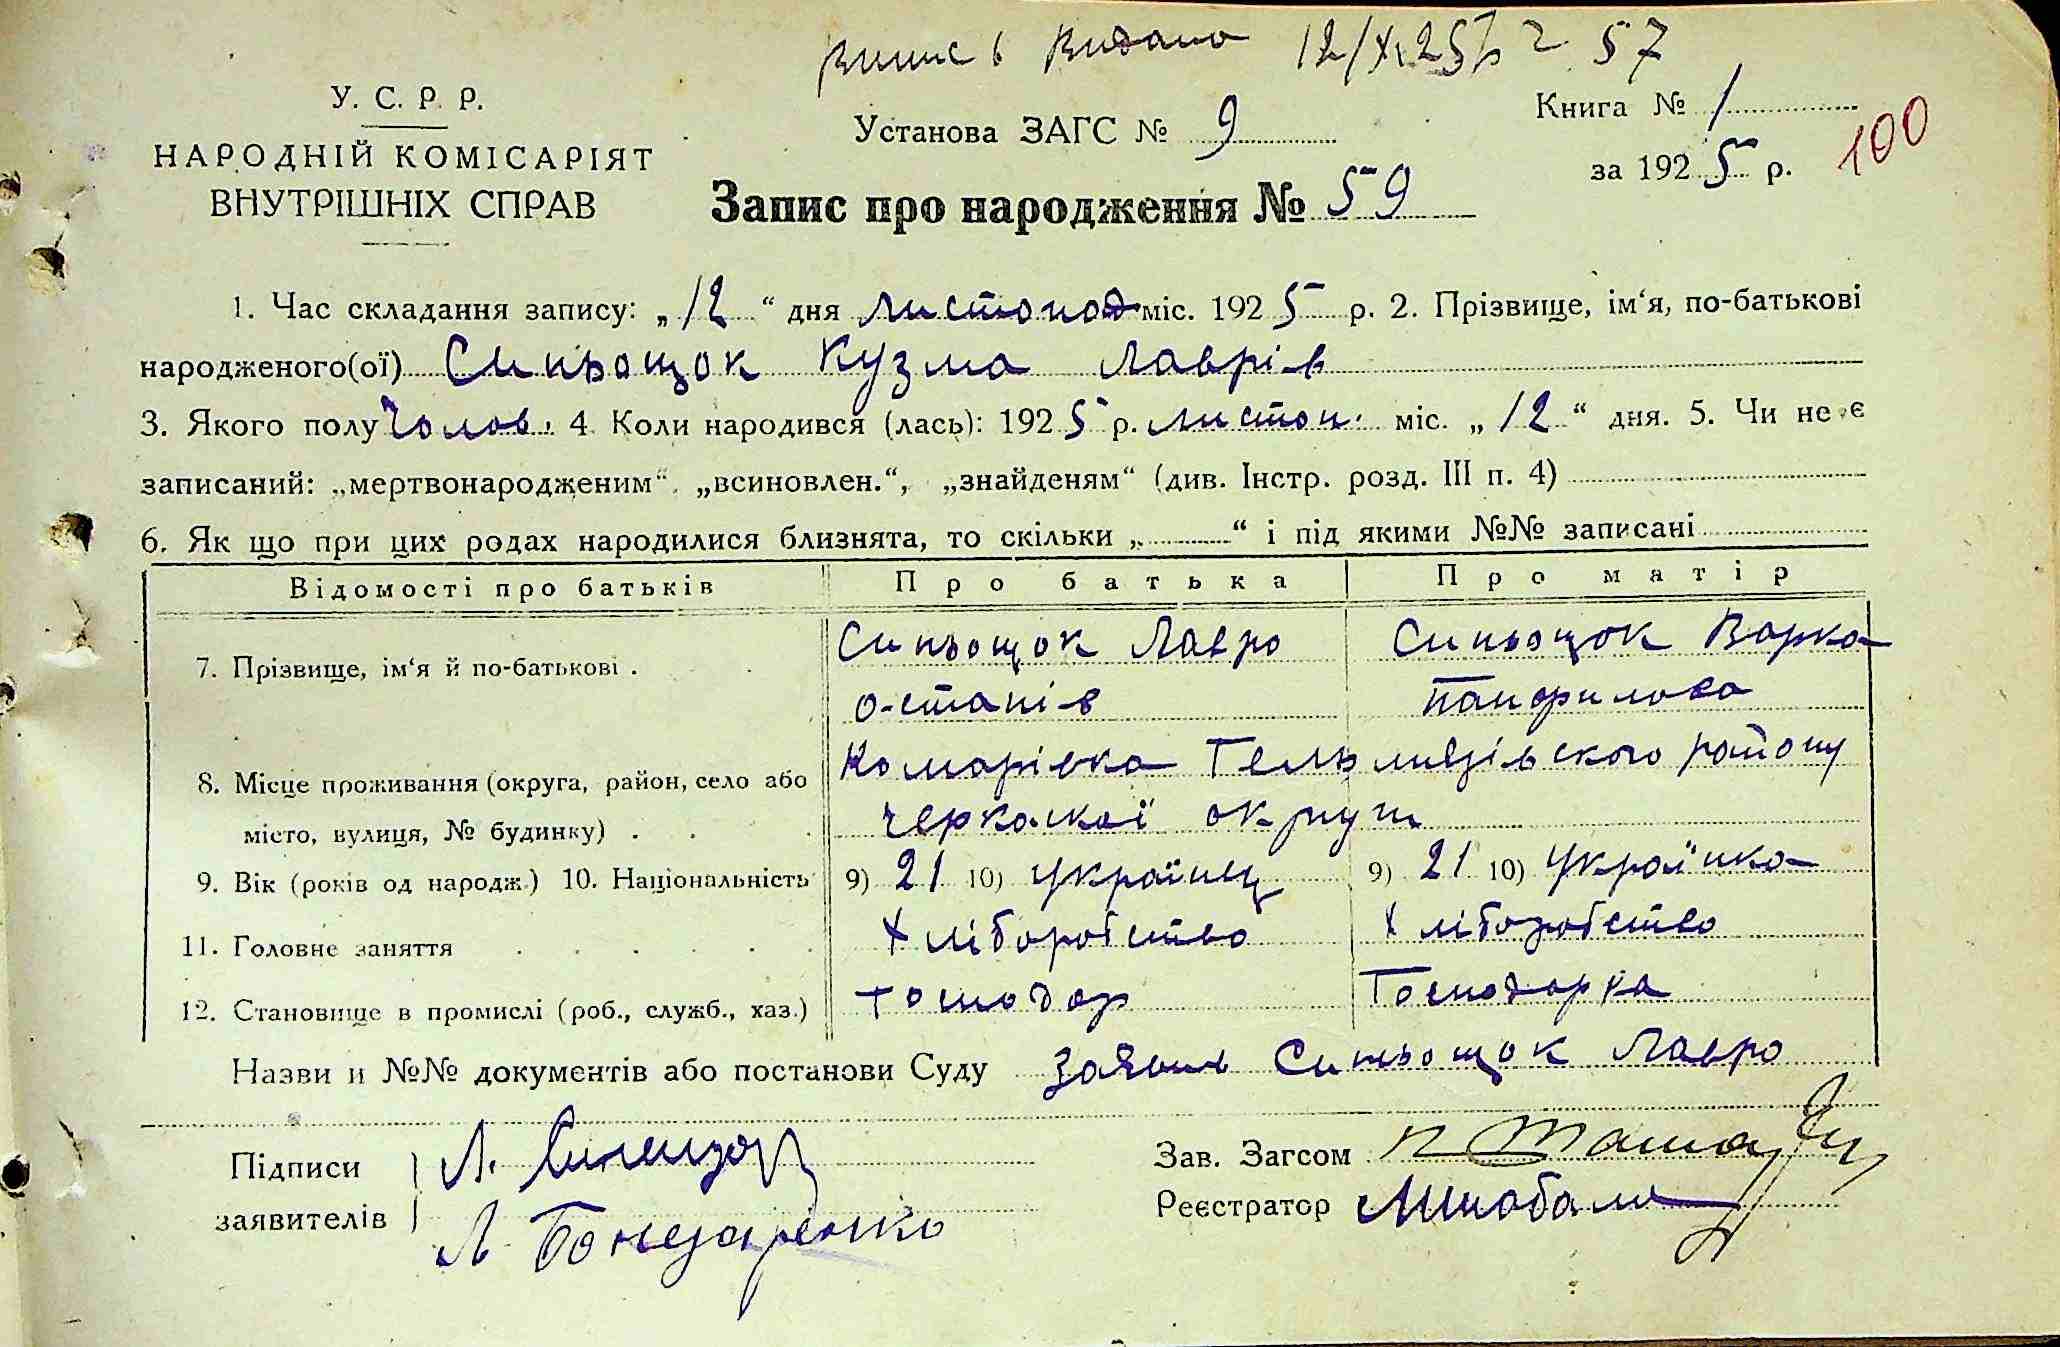 Випись Видано 12/XI 25 р г 57
У. С. Р. Р.
НАРОДНІЙ КОМІСАРІЯТ
ВНУТРІШНІХ СПРАВ
Установа ЗАГС № 9
Книга № 1
за 1925 р.
100
Запис про народження № 59
1. Час складання запису: „12“ дня листопад міс. 1925 р. 2. Прізвище, ім‘я, по-батькові
народженого(ої) Синьощок Кузма Лаврів
3. Якого полу Чолов. 4. Коли народився (лась): 1925 р. листоп. міс. „12“ дня. 5. Чи не є
записаний: „мертвонародженим“, „всиновлен.“, „знайденям“ (див. Інстр. розд. III п. 4)
6. Як що при цих родах народилися близнята, то скільки „ “ і під якими №№ записані
Відомості про батьків Про батька Про матір
7. Прізвище, ім‘я й по-батькові . Синьощок Лавро Синьощок Варка
Остапів Панфилова
8. Місце проживання (округа, район, село або Комарівка Гельмязівського району
місто, вулиця, № будинку) . Черкаської округи
9. Вік (років од народж.) 10. Національність 9) 21 10) Українець 9) 21 10) Українка
11. Головне заняття Хліборобство Хліборобство
12. Становище в промислі (роб., служб., хаз.) Господар Господарка
Назви и №№ документів або постанови Суду Заявив Синьощок Лавро
Підписи
заявителів
Л. Бондаренко
Зав. Загсом
Реєстратор